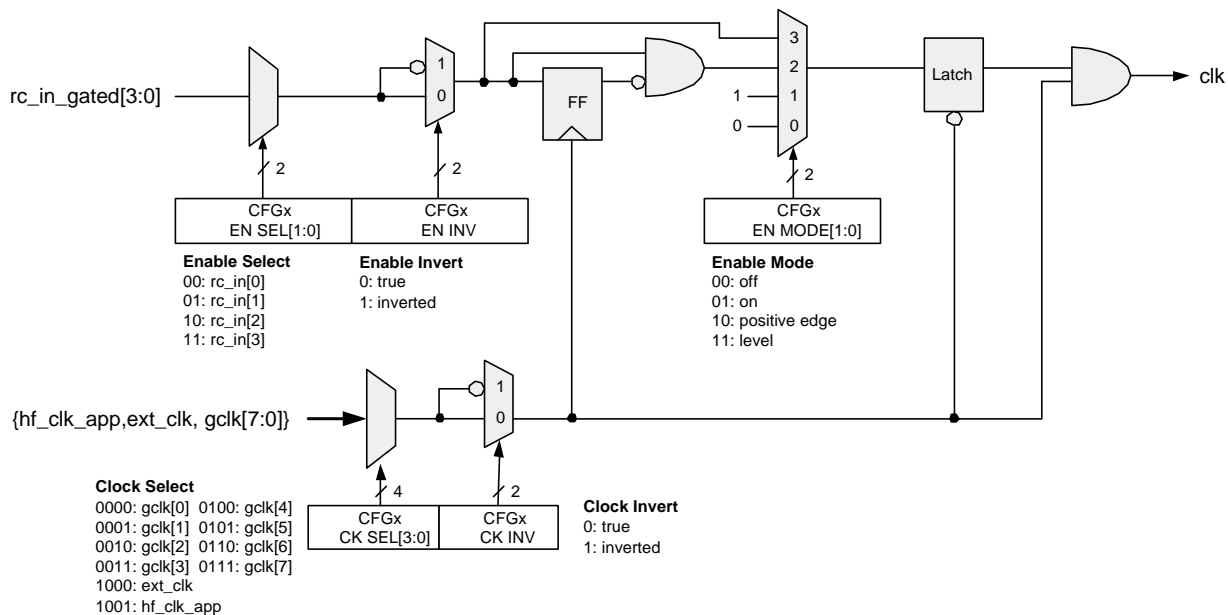 3
1
2
Latch
clk
rc_in_gated[3:0]
0
FF
1
1
0
0
2
2
2
CFGx
EN SEL[1:0]
CFGx
EN INV
CFGx
EN MODE[1:0]
Enable Select
00: rc_in[0]
01: rc_in[1]
10: rc_in[2]
11: rc_in[3]
Enable Invert
0: true
1: inverted
Enable Mode
00: off
01: on
10: positive edge
11: level
1
0
{hf_clk_app,ext_clk, gclk[7:0]}
4
2
CFGx
CK SEL[3:0]
CFGx
CK INV
Clock Select
0000: gclk[0] 0100: gclk[4]
0001: gclk[1] 0101: gclk[5]
0010: gclk[2] 0110: gclk[6]
0011: gclk[3] 0111: gclk[7]
1000: ext_clk
1001: hf_clk_app
Clock Invert
0: true
1: inverted